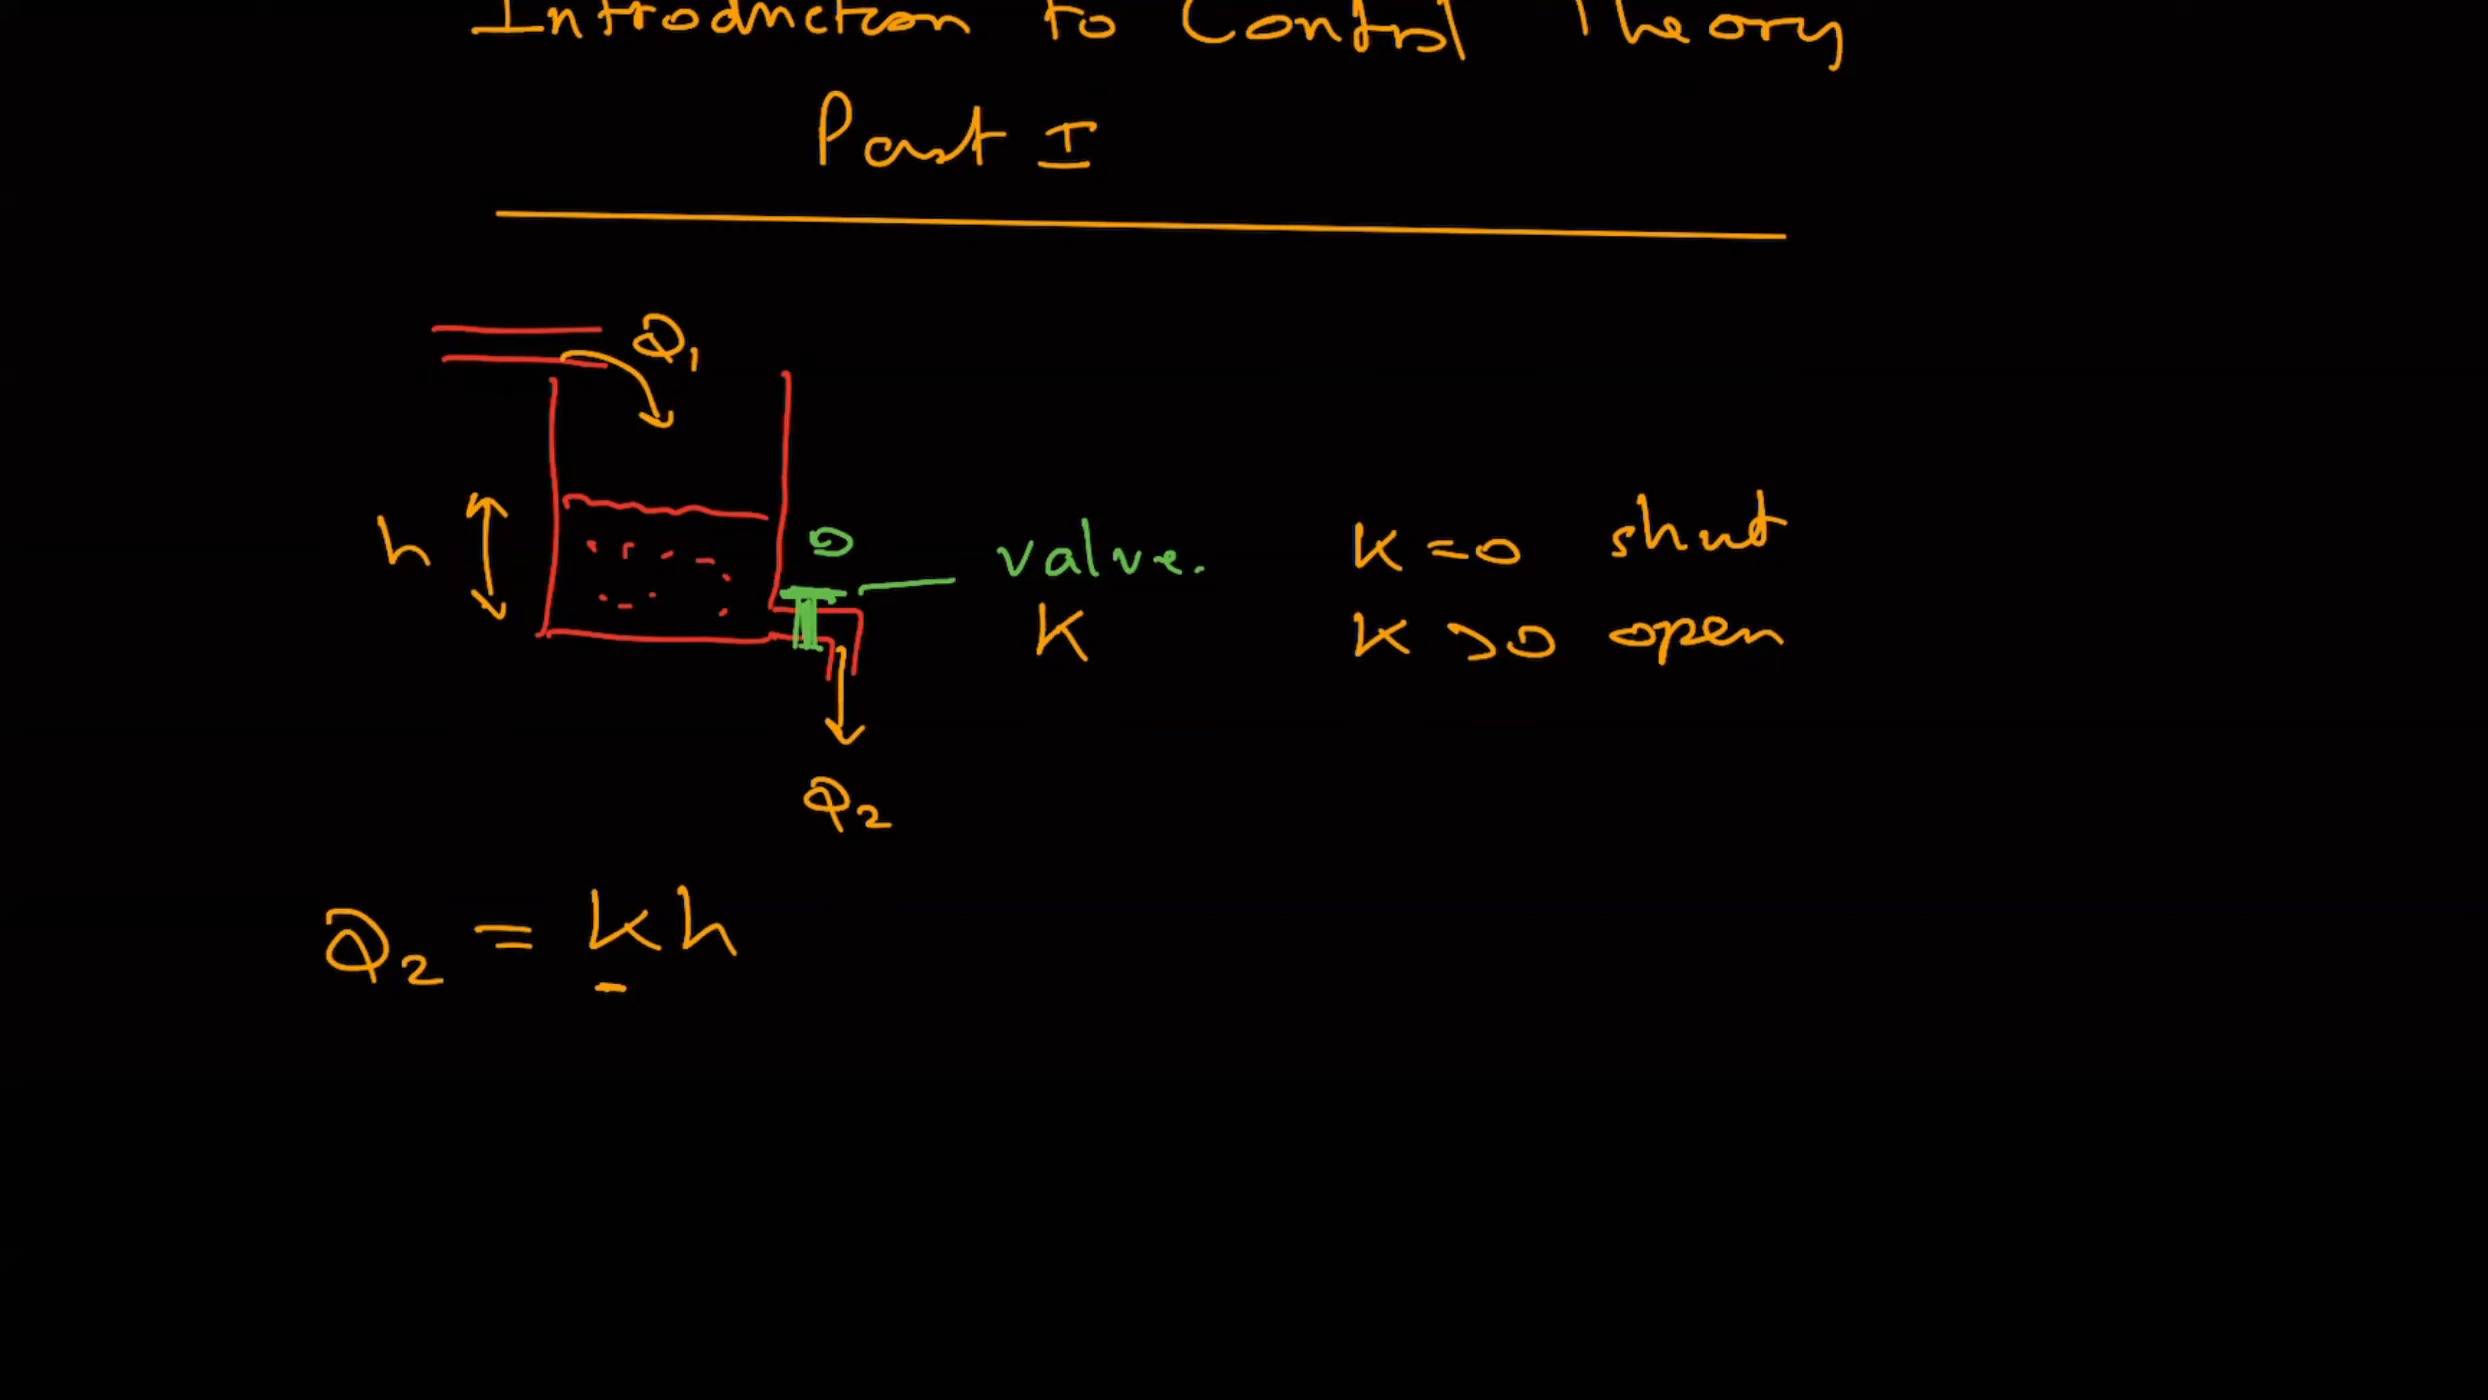 Introduction to Control Theory
Part I
Q1
h
valve.
K
K = 0 shut
K > 0 open
Q2
Q2 = kh